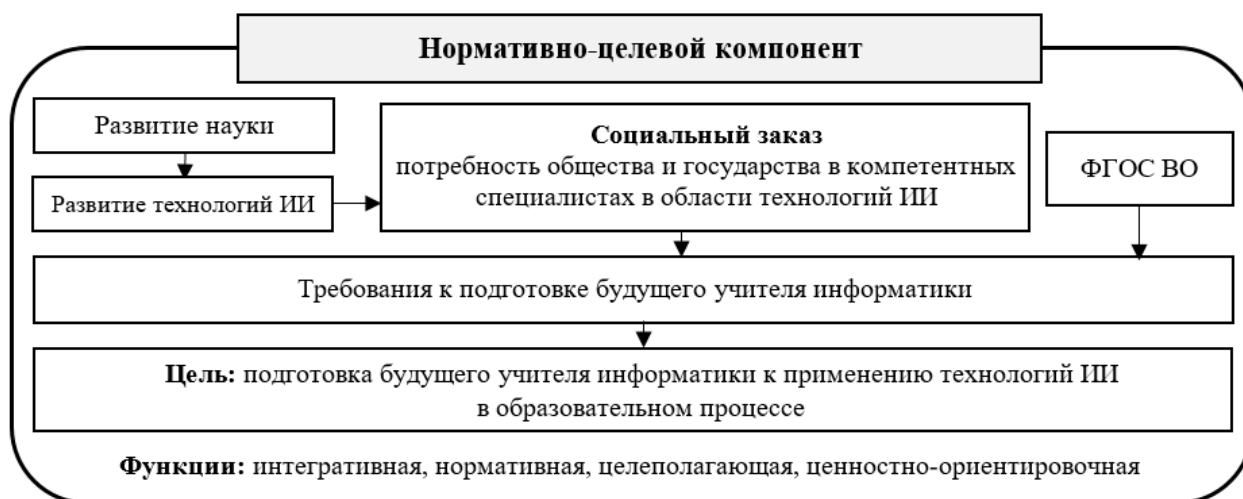 Нормативно-целевой компонент
Развитие науки
Развитие технологий ИИ
Социальный заказ
потребность общества и государства в компетентных
специалистах в области технологий ИИ
ФГОС ВО
Требования к подготовке будущего учителя информатики
Цель: подготовка будущего учителя информатики к применению технологий ИИ
в образовательном процессе
Функции: интегративная, нормативная, целеполагающая, ценностно-ориентировочная